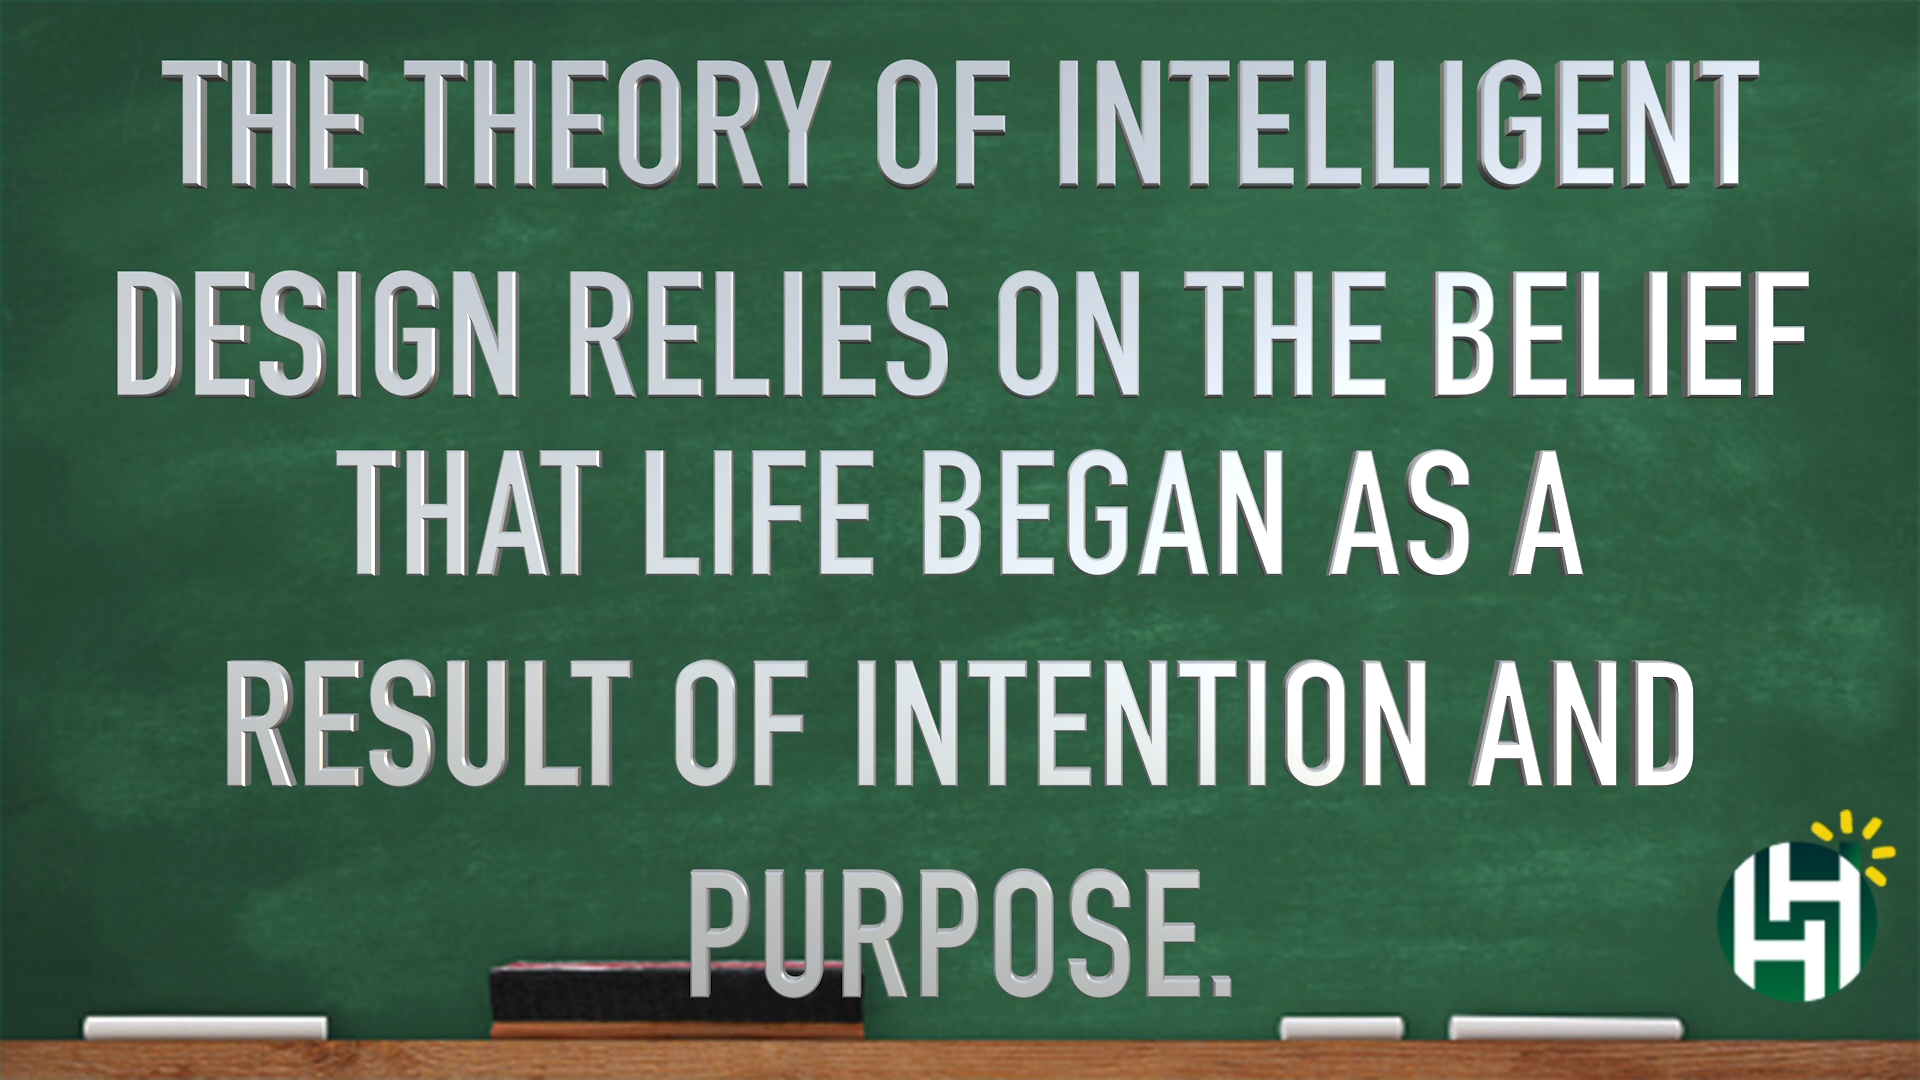 THE THEORY OF INTELLIGENT
DESIGN RELIES ON THE BELIEF
THAT LIFE BEGAN AS A
RESULT OF INTENTION AND
PURPOSE.